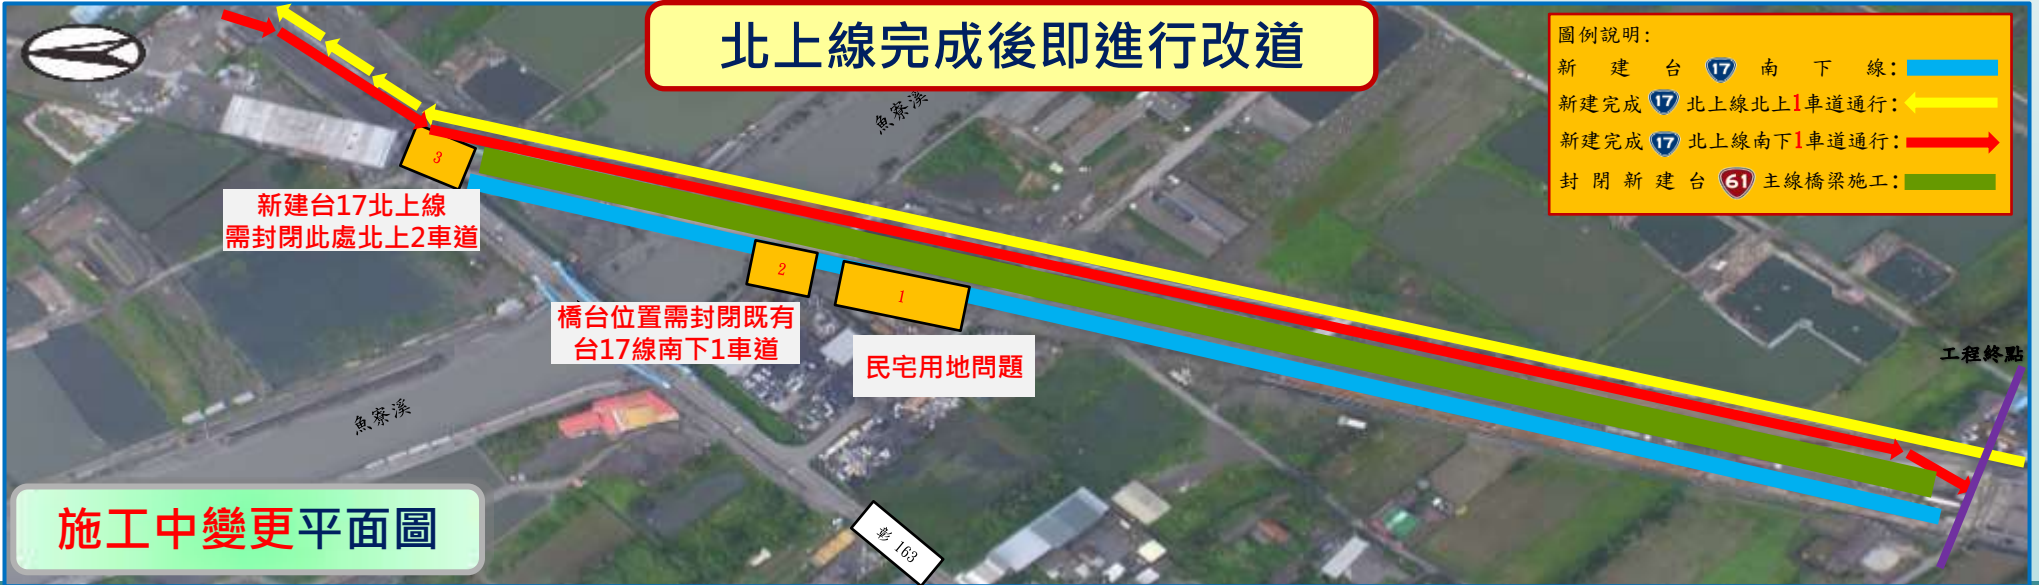 北上線完成後即進行改道
圖例說明:
新建台17南下線:
新建完成17北上線北上1車道通行:
新建完成17北上線南下1車道通行:
封閉新建台61主線橋梁施工:
魚寮溪
3
新建台17北上線
需封閉此處北上2車道
2
1
橋台位置需封閉既有
台17線南下1車道
民宅用地問題
工程終點
魚寮溪
彰 163
施工中變更平面圖